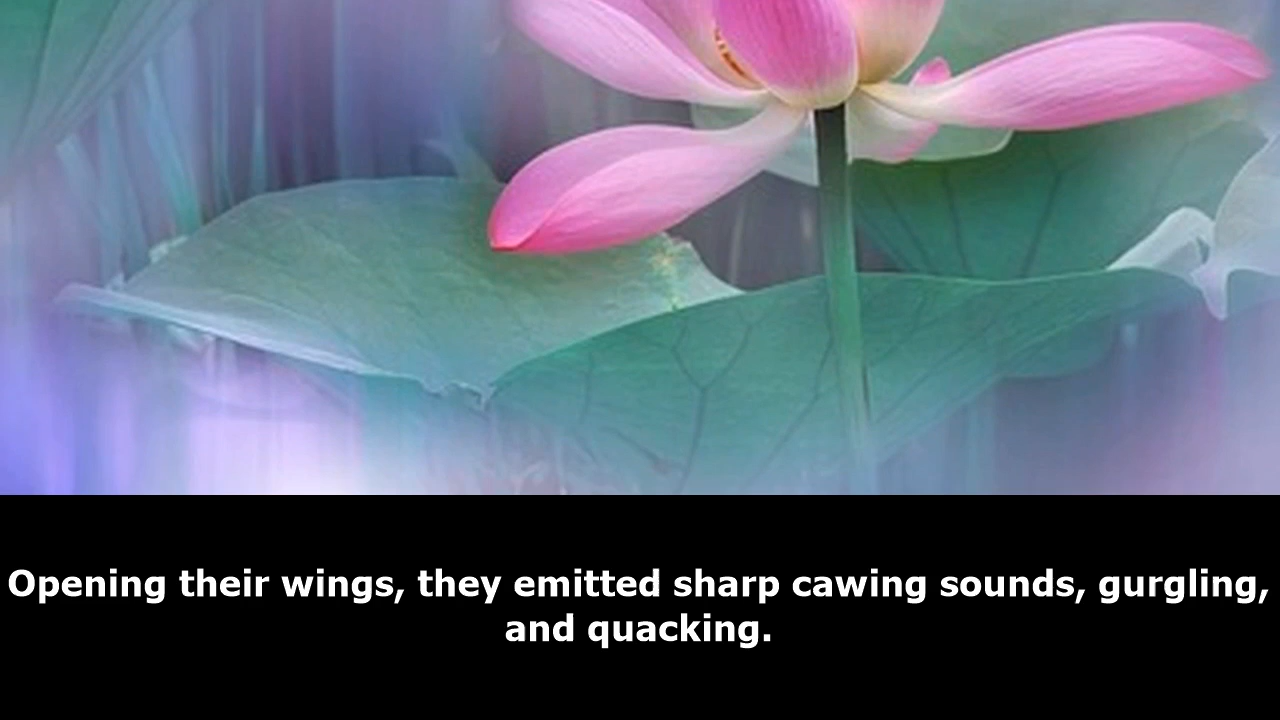 Opening their wings, they emitted sharp cawing sounds, gurgling,
and quacking.